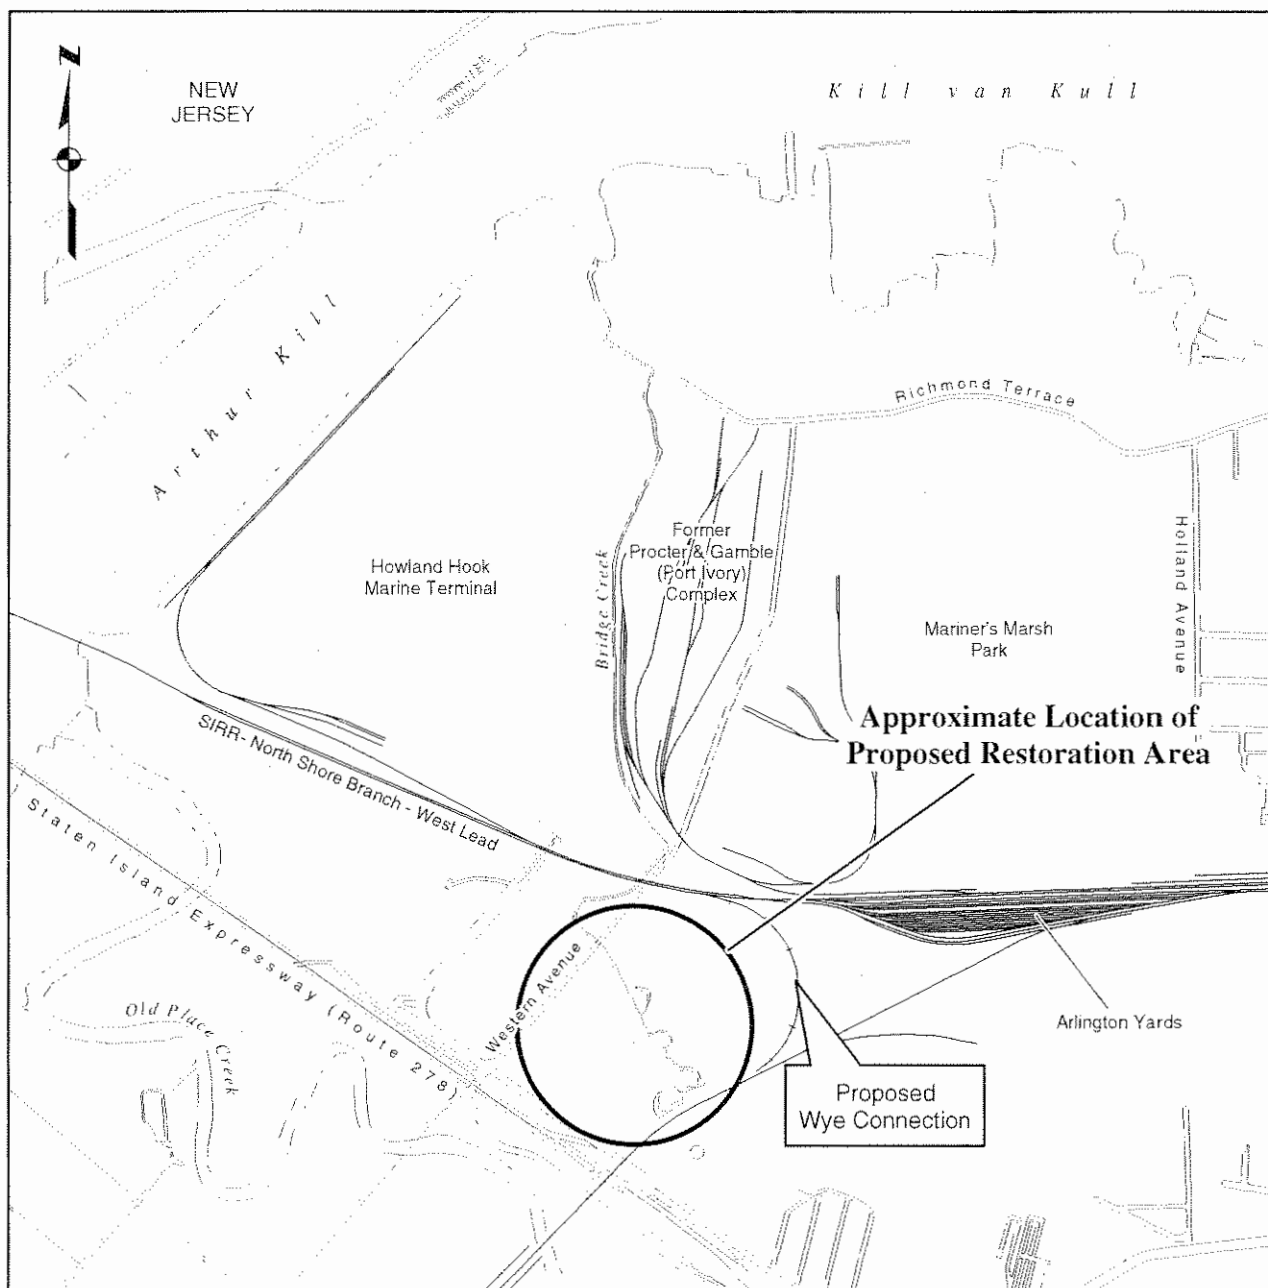 Z
NEW
JERSEY
Kill van Kull
Arthur Kill
Richmond Terrace
Howland Hook
Marine Terminal
Bridge Creek
Former
Procter & Gamble
(Port Ivory)
Complex
Mariner's Marsh
Park
Holland Avenue
Approximate Location of
Proposed Restoration Area
SIRR- North Shore Branch - West Lead
Staten Island Expressway (Route 278)
Western Avenue
Old Place Creek
Arlington Yards
Proposed
Wye Connection